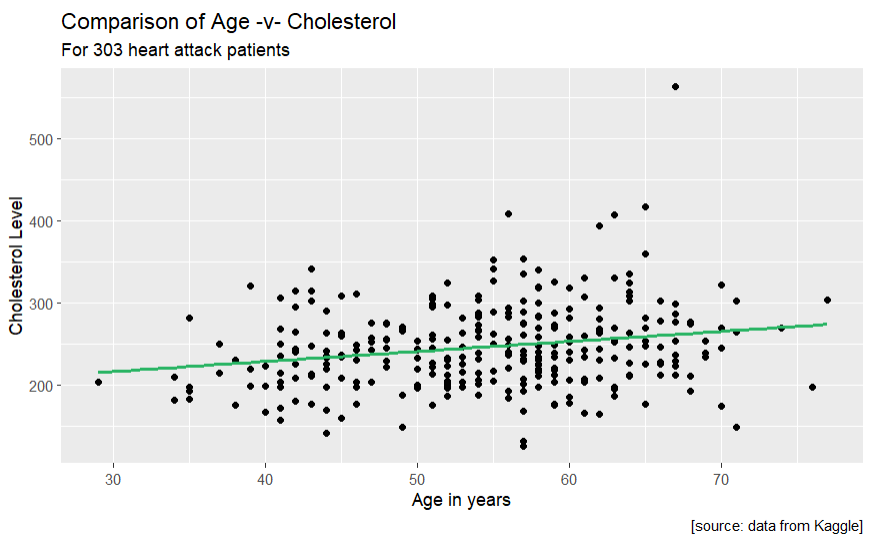 Comparison of Age -v- Cholesterol
For 303 heart attack patients
Cholesterol Level
500
400
300
200
30 40 50 60 70
Age in years
[source: data from Kaggle]